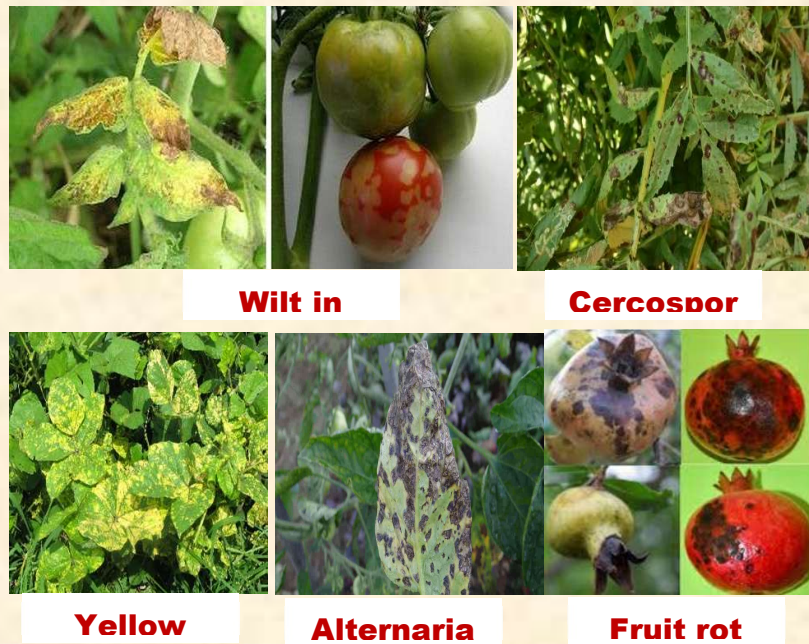 Wilt in
Cercospor
Yellow
Alternaria
Fruit rot